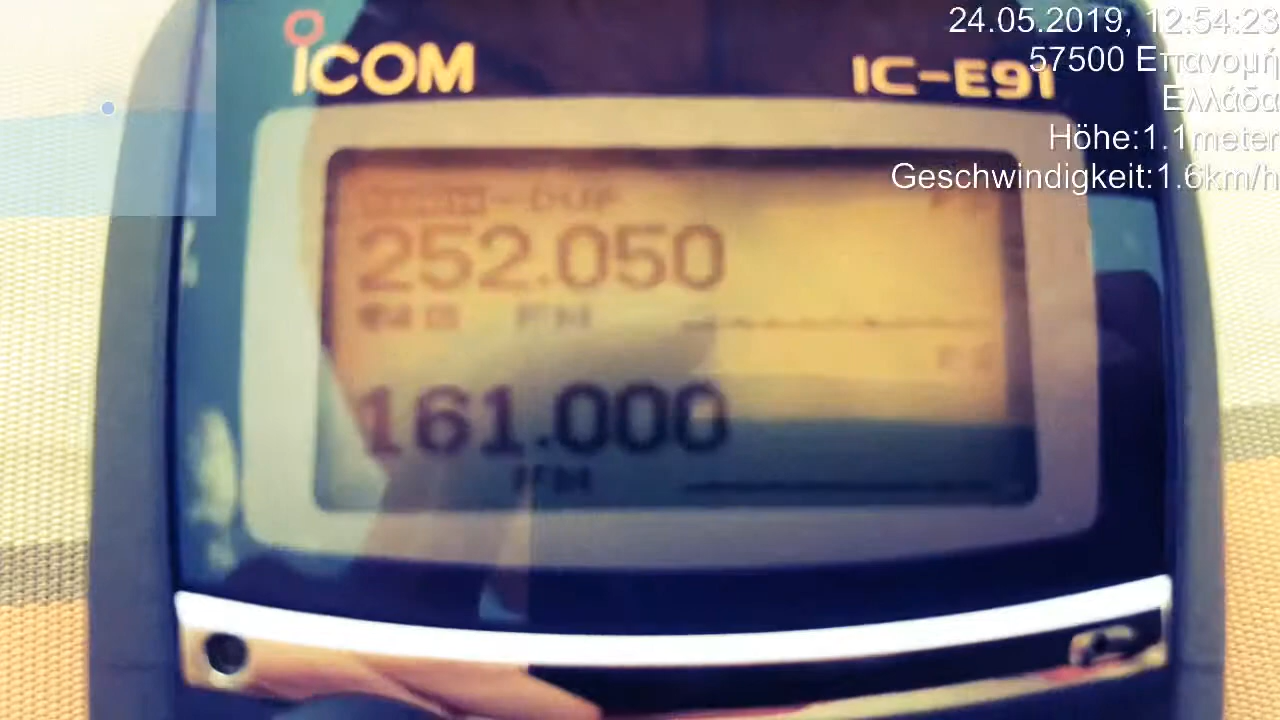 24.05.2019, 12:54:23
57500 Επανομή
Ελλάδα
Höhe:1.1meter
Geschwindigkeit:1.6km/h
iCOM
IC-E91
-DUP
252.050
FM
161.000
FM